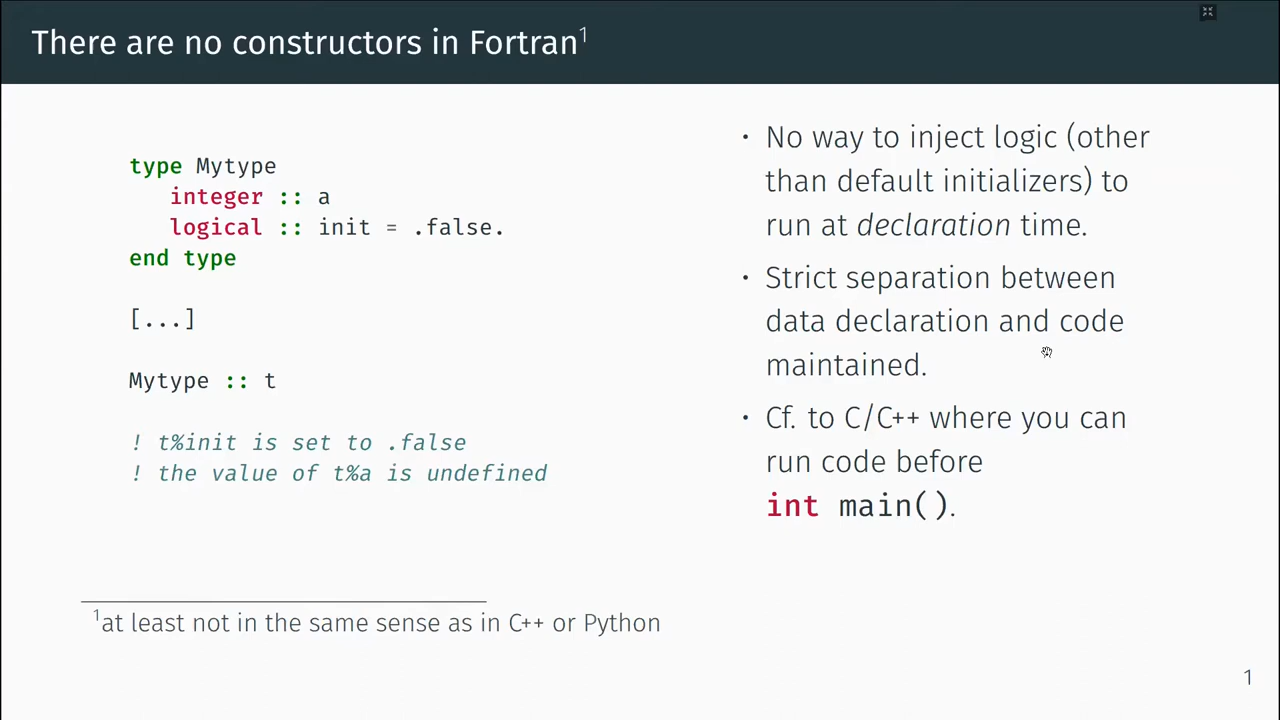 There are no constructors in Fortran1
type Mytype
integer :: a
logical :: init = .false.
end type
[...]
Mytype :: t
! t%init is set to .false
! the value of t%a is undefined
• No way to inject logic (other
than default initializers) to
run at declaration time.
• Strict separation between
data declaration and code
maintained.
• Cf. to C/C++ where you can
run code before
int main().
1at least not in the same sense as in C++ or Python
1